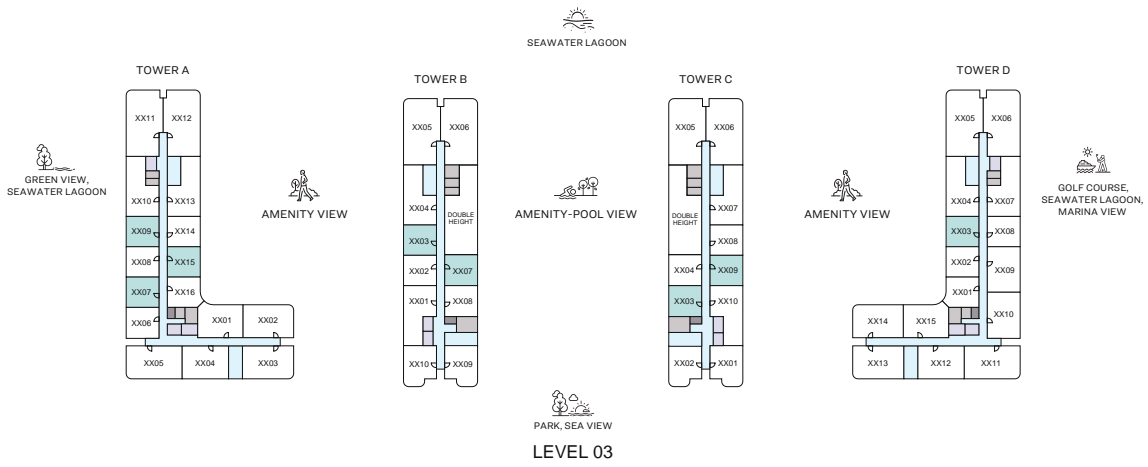 SEAWATER LAGOON
TOWER A
TOWER B
TOWER C
TOWER D
XX11 XX12
XX05 XX06
XX05 XX06
XX05 XX06
GREEN VIEW,
SEAWATER LAGOON
AMENITY VIEW
AMENITY-POOL VIEW
AMENITY VIEW
GOLF COURSE,
SEAWATER LAGOON,
MARINA VIEW
XX10 XX13
XX09 XX14
XX08 XX15
XX07 XX16
XX06 XX01 XX02
XX05 XX04 XX03
XX04 DOUBLE
HEIGHT
XX03
XX02 XX07
XX01 XX08
XX10 XX09
DOUBLE
HEIGHT
XX07
XX08
XX04 XX09
XX03 XX10
XX02 XX01
XX04 XX07
XX03 XX08
XX02 XX09
XX01
XX10
XX14 XX15
XX13 XX12 XX11
PARK, SEA VIEW
LEVEL 03